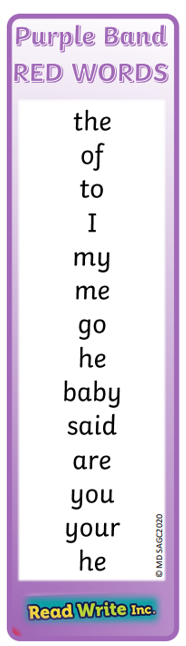 Purple Band
RED WORDS
the
of
to
I
my
me
go
he
baby
said
are
you
your
he
© MD SAGC2020
Read Write Inc.